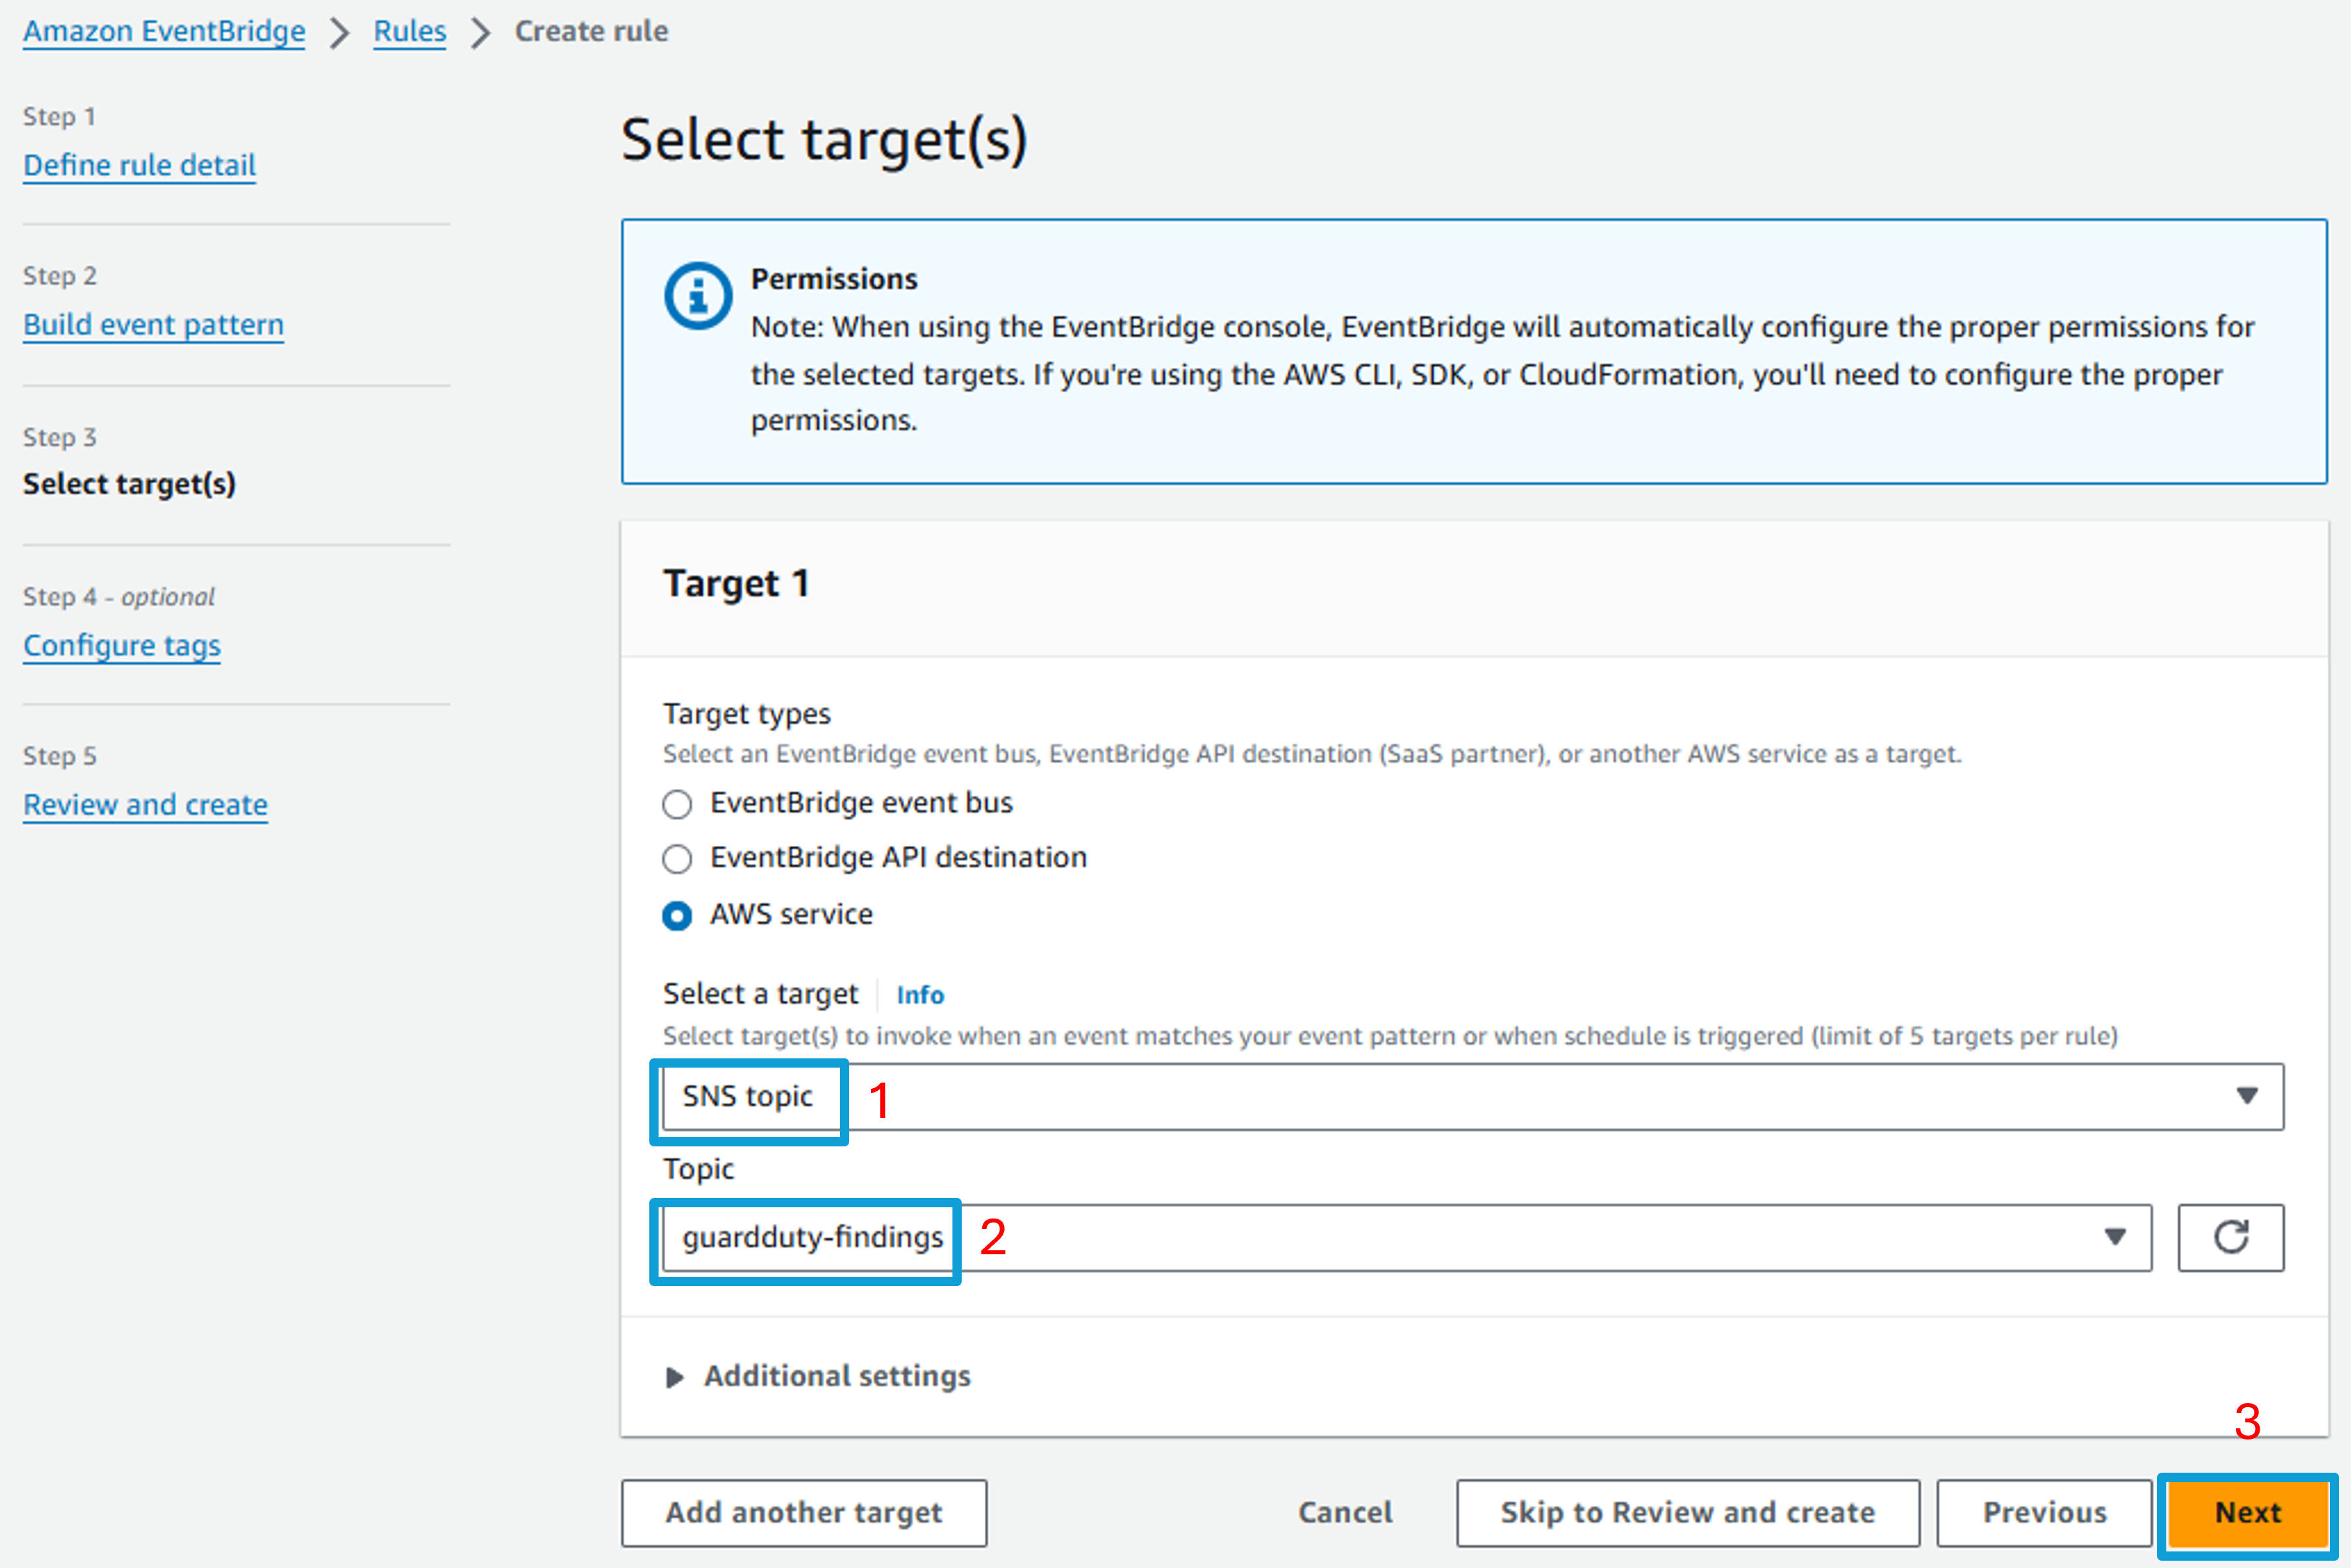 Amazon EventBridge > Rules > Create rule
Step 1
Define rule detail
Step 2
Build event pattern
Step 3
Select target(s)
Step 4 - optional
Configure tags
Step 5
Review and create
Select target(s)
Permissions
Note: When using the EventBridge console, EventBridge will automatically configure the proper permissions for
the selected targets. If you're using the AWS CLI, SDK, or CloudFormation, you'll need to configure the proper
permissions.
Target 1
Target types
Select an EventBridge event bus, EventBridge API destination (SaaS partner), or another AWS service as a target.
EventBridge event bus
EventBridge API destination
AWS service
Select a target Info
Select target(s) to invoke when an event matches your event pattern or when schedule is triggered (limit of 5 targets per rule)
SNS topic 1
Topic
guardduty-findings 2
Additional settings
3
Add another target Cancel Skip to Review and create Previous Next